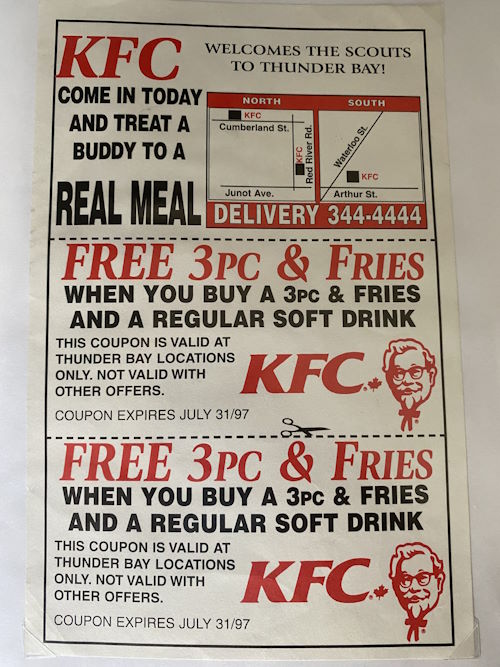 KFC
WELCOMES THE SCOUTS
TO THUNDER BAY!
COME IN TODAY
AND TREAT A
BUDDY TO A
REAL MEAL
NORTH
KFC
Cumberland St.
KFC
Red River Rd.
Junot Ave.
SOUTH
Waterloo St.
KFC
Arthur St.
DELIVERY 344-4444
FREE 3PC & FRIES
WHEN YOU BUY A 3PC & FRIES
AND A REGULAR SOFT DRINK
THIS COUPON IS VALID AT
THUNDER BAY LOCATIONS
ONLY. NOT VALID WITH
OTHER OFFERS.
COUPON EXPIRES JULY 31/97
KFC
FREE 3PC & FRIES
WHEN YOU BUY A 3PC & FRIES
AND A REGULAR SOFT DRINK
THIS COUPON IS VALID AT
THUNDER BAY LOCATIONS
ONLY. NOT VALID WITH
OTHER OFFERS.
COUPON EXPIRES JULY 31/97
KFC